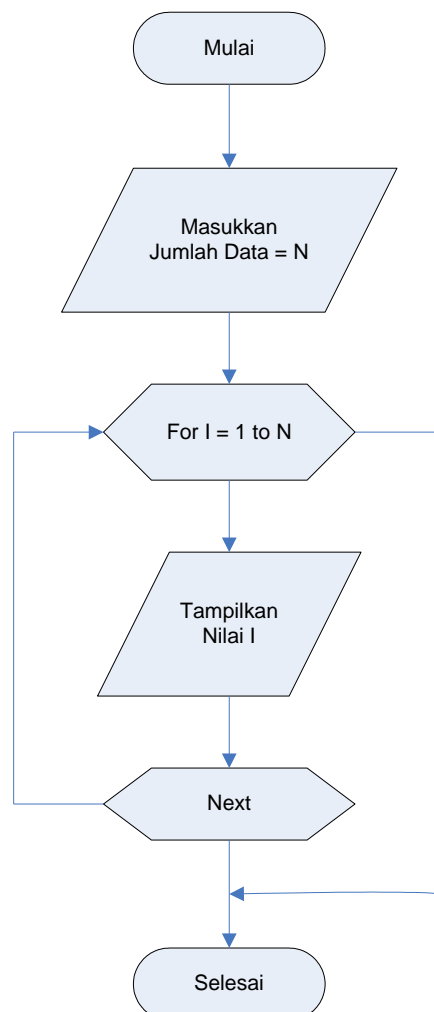 Mulai
Masukkan
Jumlah Data = N
For I = 1 to N
Tampilkan
Nilai I
Next
Selesai